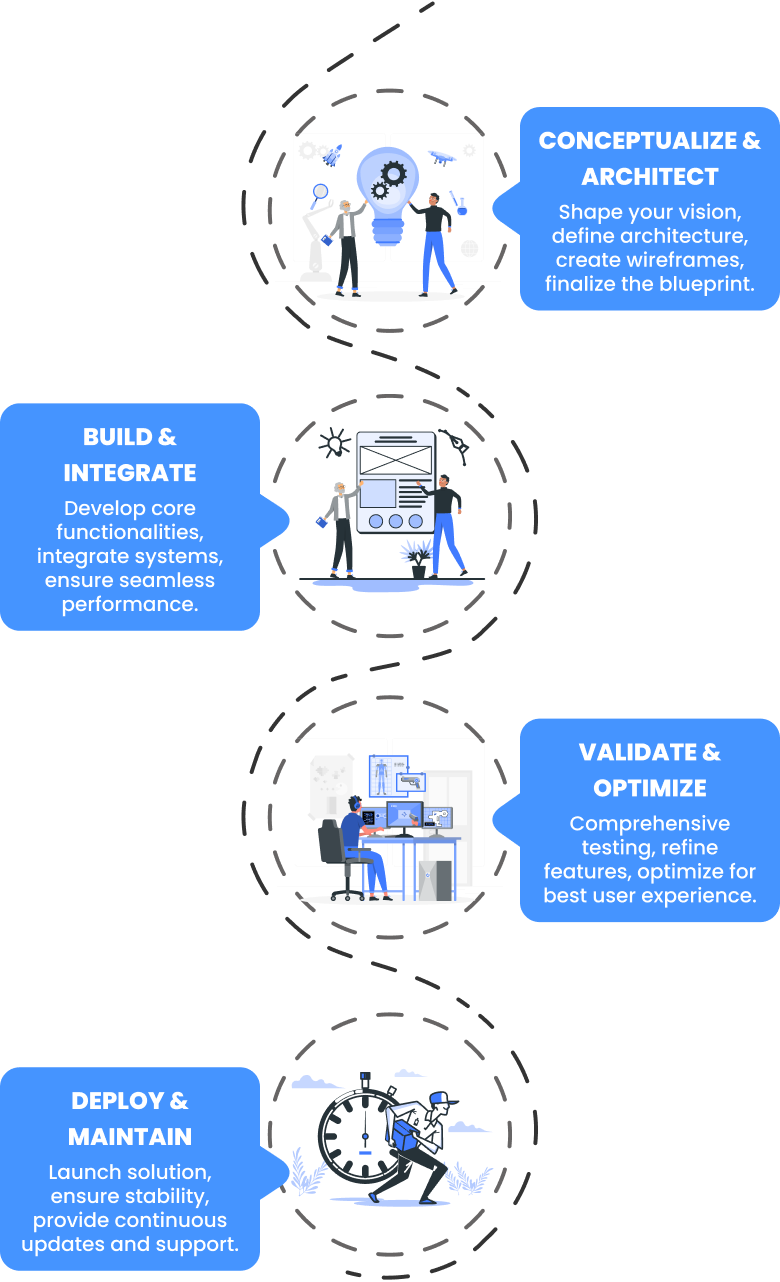 CONCEPTUALIZE &
ARCHITECT
Shape your vision,
define architecture,
create wireframes,
finalize the blueprint.
BUILD &
INTEGRATE
Develop core
functionalities,
integrate systems,
ensure seamless
performance.
VALIDATE &
OPTIMIZE
Comprehensive
testing, refine
features, optimize for
best user experience.
DEPLOY &
MAINTAIN
Launch solution,
ensure stability,
provide continuous
updates and support.